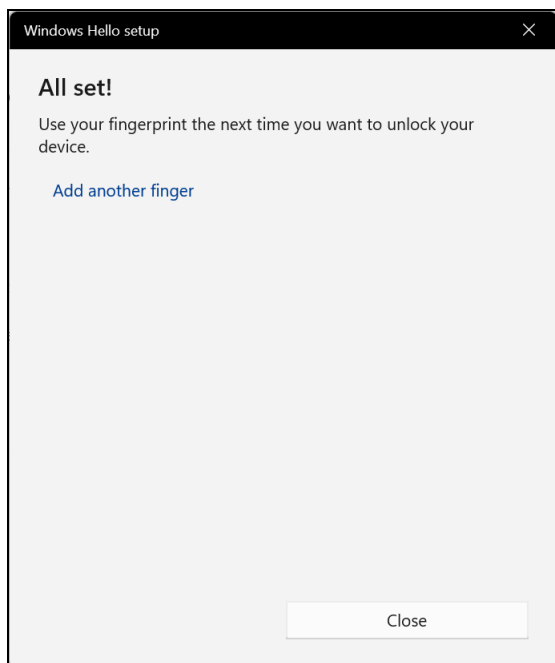 Windows Hello setup
All set!
Use your fingerprint the next time you want to unlock your
device.
Add another finger
Close